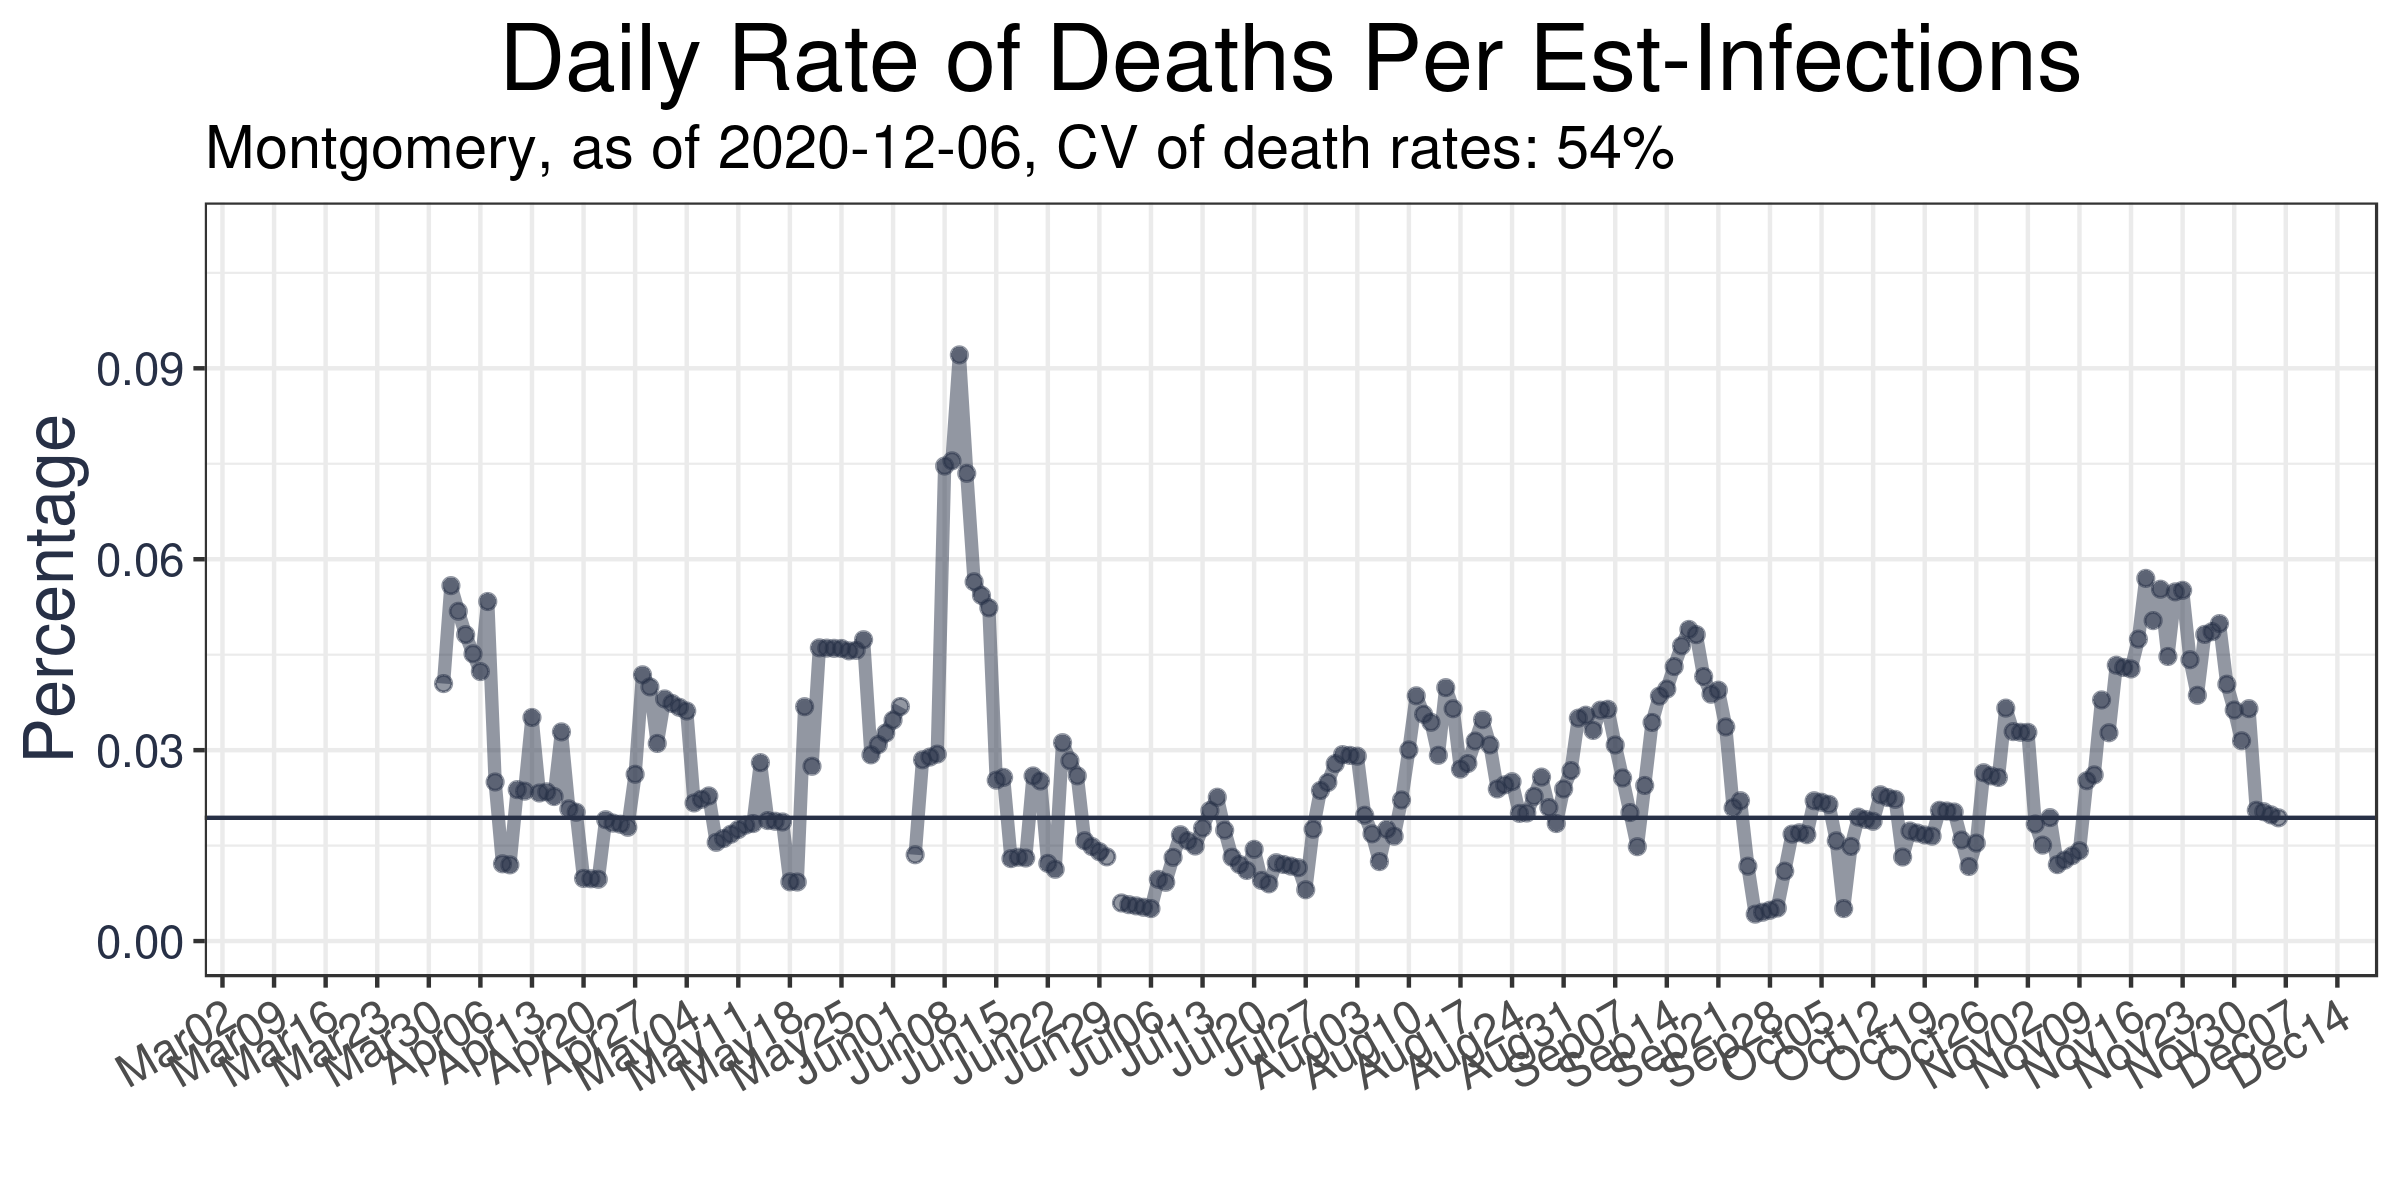 Daily Rate of Deaths Per Est-Infections
Montgomery, as of 2020-12-06, CV of death rates: 54%
Percentage
0.09
0.06
0.03
0.00
Mar02
Mar09
Mar16
Mar23
Mar30
Apr06
Apr13
Apr20
Apr27
May04
May11
May18
May25
Jun01
Jun08
Jun15
Jun22
Jun29
Jul06
Jul13
Jul20
Jul27
Aug03
Aug10
Aug17
Aug24
Aug31
Sep07
Sep14
Sep21
Sep28
Oct05
Oct12
Oct19
Oct26
Nov02
Nov09
Nov16
Nov23
Nov30
Dec07
Dec14